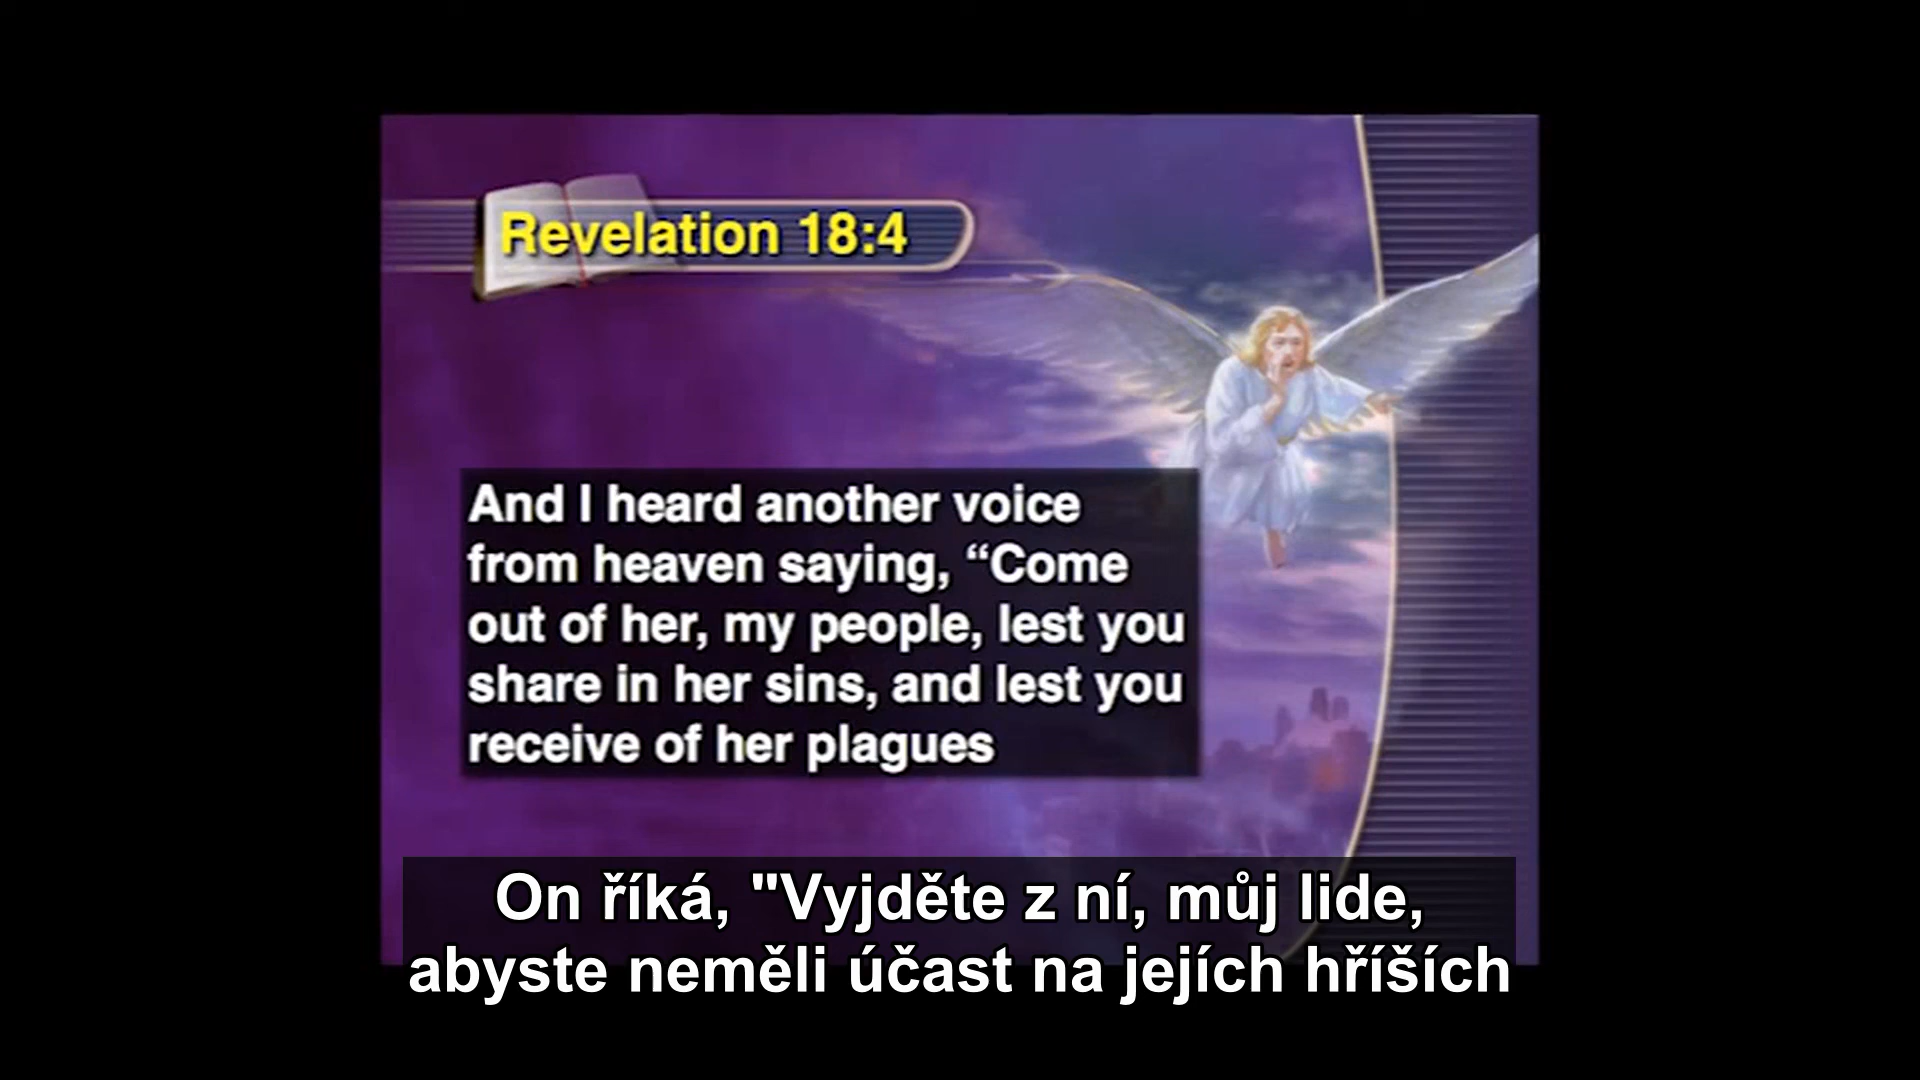 Revelation 18:4
And I heard another voice
from heaven saying, “Come
out of her, my people, lest you
share in her sins, and lest you
receive of her plagues
On říká, "Vyjděte z ní, můj lide,
abyste neměli účast na jejích hříších